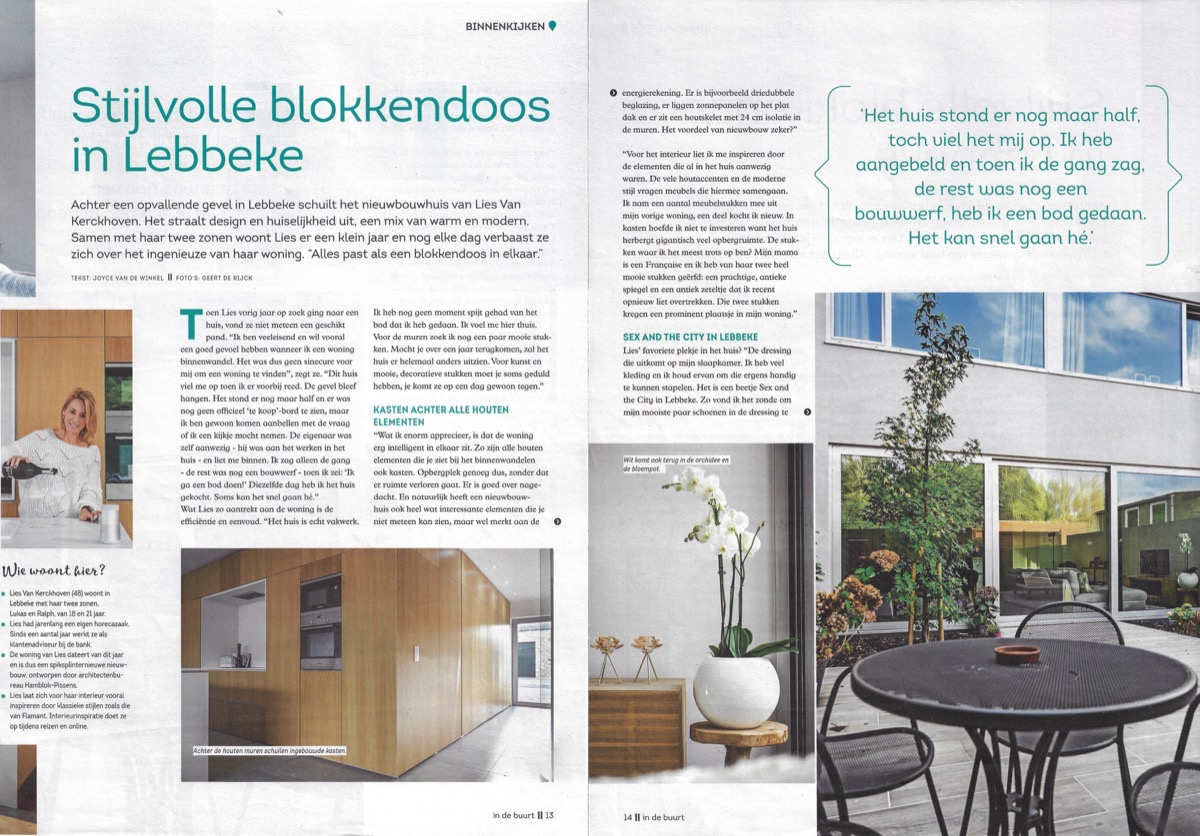 BINNENKIJKEN
Stijlvolle blokkendoos
in Lebbeke
Achter een opvallende gevel in Lebbeke schuilt het nieuwbouwhuis van Lies Van
Kerckhoven. Het straalt design en huiselijkheid uit, een mix van warm en modern.
Samen met haar twee zonen woont Lies er een klein jaar en nog elke dag verbaast ze
zich over het ingenieuze van haar woning. "Alles past als een blokkendoos in elkaar."
TEKST: JOYCE VAN DE WINKEL || FOTO'S: GEERT DE RIJCK
Toen Lies vorig jaar op zoek ging naar een
huis, vond ze niet meteen een geschikt
pand. “Ik ben veeleisend en wil vooral
een goed gevoel hebben wanneer ik een woning
binnenwandel. Het was dus geen sinecure voor
mij om een woning te vinden”, zegt ze. “Dit huis
viel me op toen ik er voorbij reed. De gevel bleef
hangen. Het stond er nog maar half en er was
nog geen officieel ‘te koop’-bord te zien, maar
ik ben gewoon komen aanbellen met de vraag
of ik een kijkje mocht nemen. De eigenaar was
zelf aanwezig - hij was aan het werken in het
huis - en liet me binnen. Ik zag alleen de gang
- de rest was nog een bouwwerf - toen ik zei: ‘Ik
ga een bod doen!’ Diezelfde dag heb ik het huis
gekocht. Soms kan het snel gaan hé.”
Wat Lies zo aantrekt aan de woning is de
efficiëntie en eenvoud. “Het huis is echt vakwerk.
Ik heb nog geen moment spijt gehad van het
bod dat ik heb gedaan. Ik voel me hier thuis.
Voor de muren zoek ik nog een paar mooie stuk-
ken. Mocht je over een jaar terugkomen, zal het
huis er helemaal anders uitzien. Voor kunst en
mooie, decoratieve stukken moet je soms geduld
hebben, je komt ze op een dag gewoon tegen.”
KASTEN ACHTER ALLE HOUTEN
ELEMENTEN
“Wat ik enorm apprecieer, is dat de woning
erg intelligent in elkaar zit. Zo zijn alle houten
elementen die je ziet bij het binnenwandelen
ook kasten. Opbergplek genoeg dus, zonder dat
er ruimte verloren gaat. Er is goed over nage-
dacht. En natuurlijk heeft een nieuwbouw-
huis ook heel wat interessante elementen die je
niet meteen kan zien, maar wel merkt aan de
Wie woont hier?
Lies Van Kerckhoven (48) woont in
Lebbeke met haar twee zonen,
Lukas en Ralph, van 18 en 21 jaar.
Lies had jarenlang een eigen horecazaak.
Sinds een aantal jaar werkt ze als
klantenadviseur bij de bank.
De woning van Lies dateert van dit jaar
en is dus een spiksplinternieuwe nieuw-
bouw, ontworpen door architectenbu-
reau Hamblok-Pissens.
Lies laat zich voor haar interieur vooral
inspireren door klassieke stijlen zoals die
van Flamant. Interieurinspiratie doet ze
op tijdens reizen en online.
Achter de houten muren schuilen ingebouwde kasten.
in de buurt || 13
energierekening. Er is bijvoorbeeld driedubbele
beglazing, er liggen zonnepanelen op het plat
dak en er zit een houtskelet met 24 cm isolatie in
de muren. Het voordeel van nieuwbouw zeker?”
“Voor het interieur liet ik me inspireren door
de elementen die al in het huis aanwezig
waren. De vele houtaccenten en de moderne
stijl vragen meubels die hiermee samengaan.
Ik nam een aantal meubelstukken mee uit
mijn vorige woning, een deel kocht ik nieuw. In
kasten hoefde ik niet te investeren want het huis
herbergt gigantisch veel opbergruimte. De stuk-
ken waar ik het meest trots op ben? Mijn mama
is een Française en ik heb van haar twee heel
mooie stukken geërfd: een prachtige, antieke
spiegel en een antiek zeteltje dat ik recent
opnieuw liet overtrekken. Die twee stukken
kregen een prominent plaatsje in mijn woning.”
SEX AND THE CITY IN LEBBEKE
Lies’ favoriete plekje in het huis? “De dressing
die uitkomt op mijn slaapkamer. Ik heb veel
kleding en ik houd ervan om die ergens handig
te kunnen stapelen. Het is een beetje Sex and
the City in Lebbeke. Zo vond ik het zonde om
mijn mooiste paar schoenen in de dressing te
‘Het huis stond er nog maar half,
toch viel het mij op. Ik heb
aangebeld en toen ik de gang zag,
de rest was nog een
bouwwerf, heb ik een bod gedaan.
Het kan snel gaan hé.’
Wit komt ook terug in de orchidee en
de bloempot.
14 || in de buurt